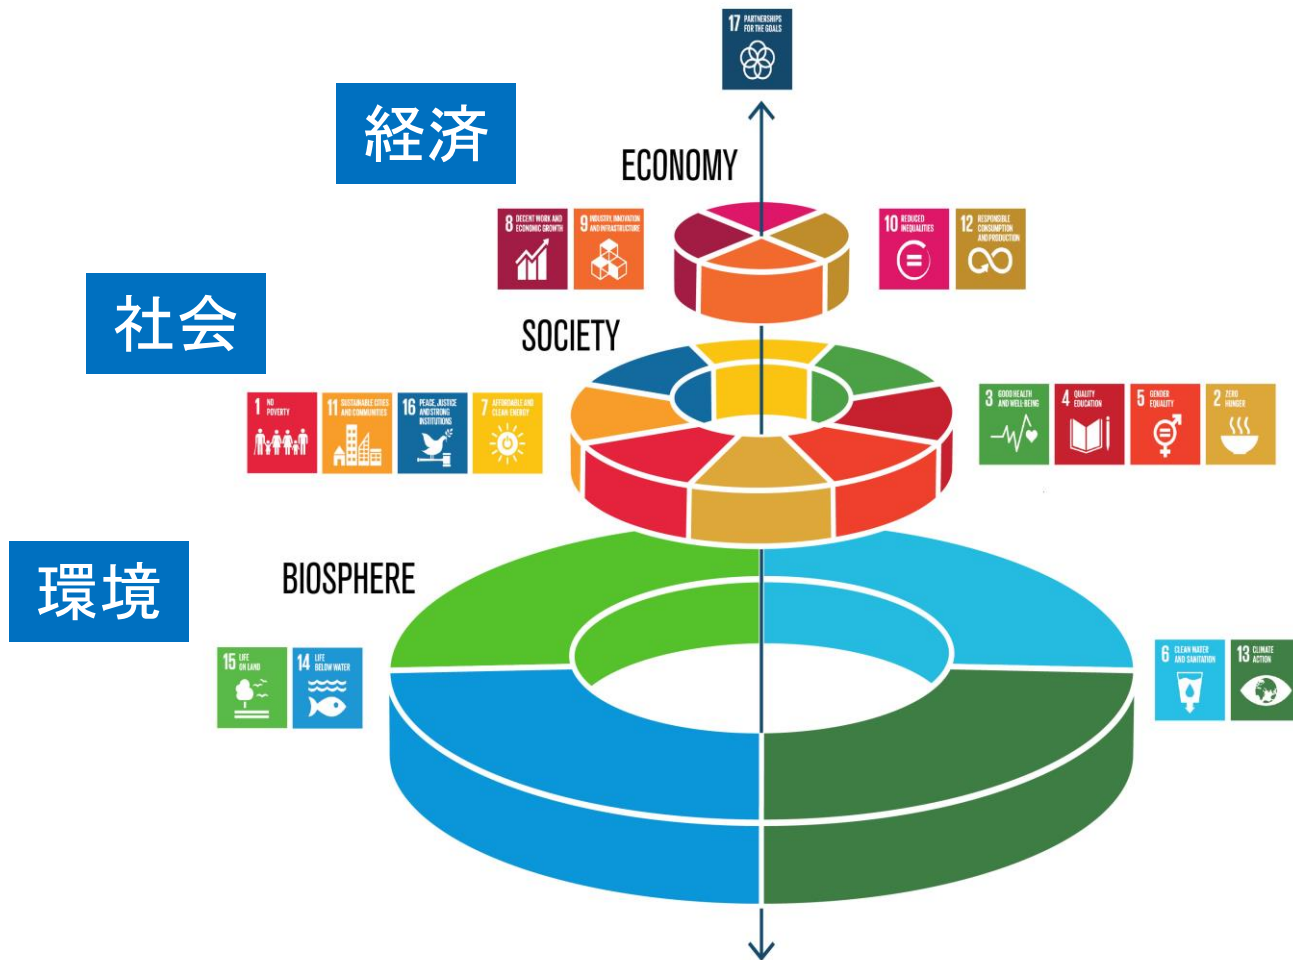 17 PARTNERSHIPS
FOR THE GOALS
経済
ECONOMY
8 DECENT WORK AND
ECONOMIC GROWTH
9 INDUSTRY, INNOVATION
AND INFRASTRUCTURE
10 REDUCED
INEQUALITIES
12 RESPONSIBLE
CONSUMPTION
AND PRODUCTION
社会
SOCIETY
1 NO
POVERTY
11 SUSTAINABLE CITIES
AND COMMUNITIES
16 PEACE, JUSTICE
AND STRONG
INSTITUTIONS
7 AFFORDABLE AND
CLEAN ENERGY
3 GOOD HEALTH
AND WELL-BEING
4 QUALITY
EDUCATION
5 GENDER
EQUALITY
2 ZERO
HUNGER
環境
BIOSPHERE
15 LIFE
ON LAND
14 LIFE
BELOW WATER
6 CLEAN WATER
AND SANITATION
13 CLIMATE
ACTION